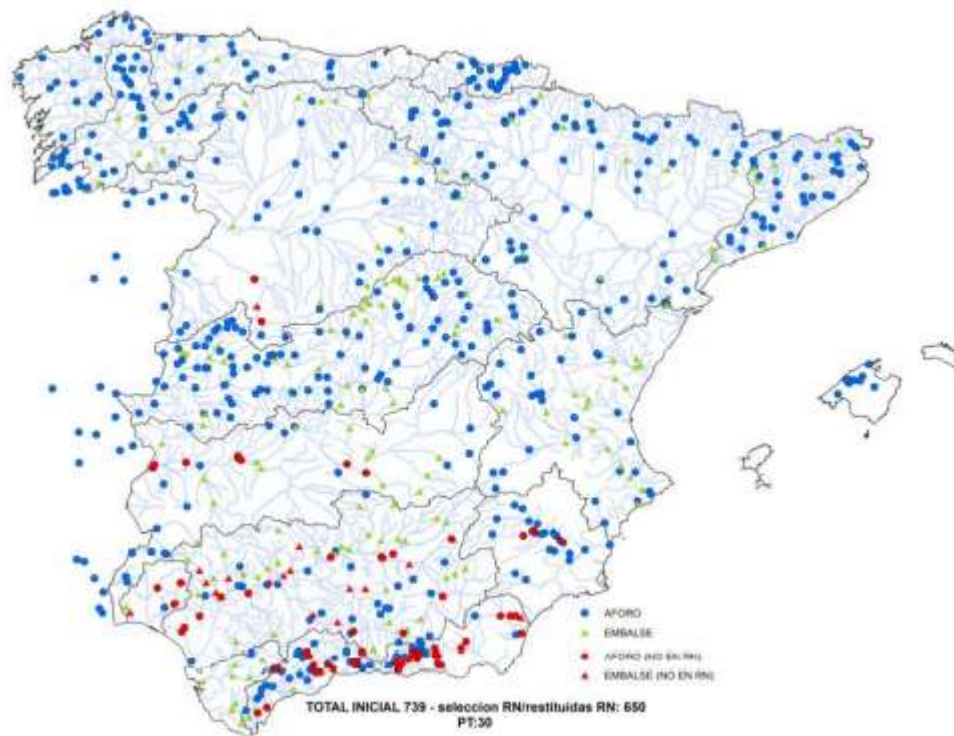 AFORO
EMBALSE
AFORO (NO EN RN)
EMBALSE (NO EN RN)
TOTAL INICIAL 739 - seleccion RN/restituidas RN: 650
PT:30